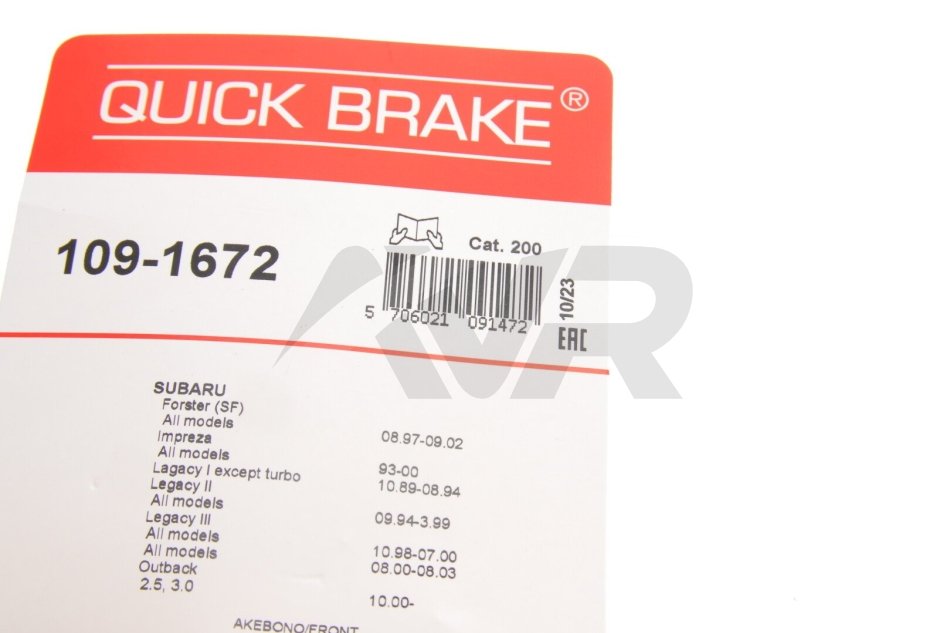 QUICK BRAKE®
109-1672
Cat. 200
5 706021 091472
10/23
EAC
AVR
SUBARU
Forster (SF)
All models
Impreza 08.97-09.02
All models
Lagacy I except turbo 93-00
Legacy II 10.89-08.94
All models
Legacy III 09.94-3.99
All models
All models 10.98-07.00
Outback 08.00-08.03
2.5, 3.0 10.00-
AKEBONO/FRONT